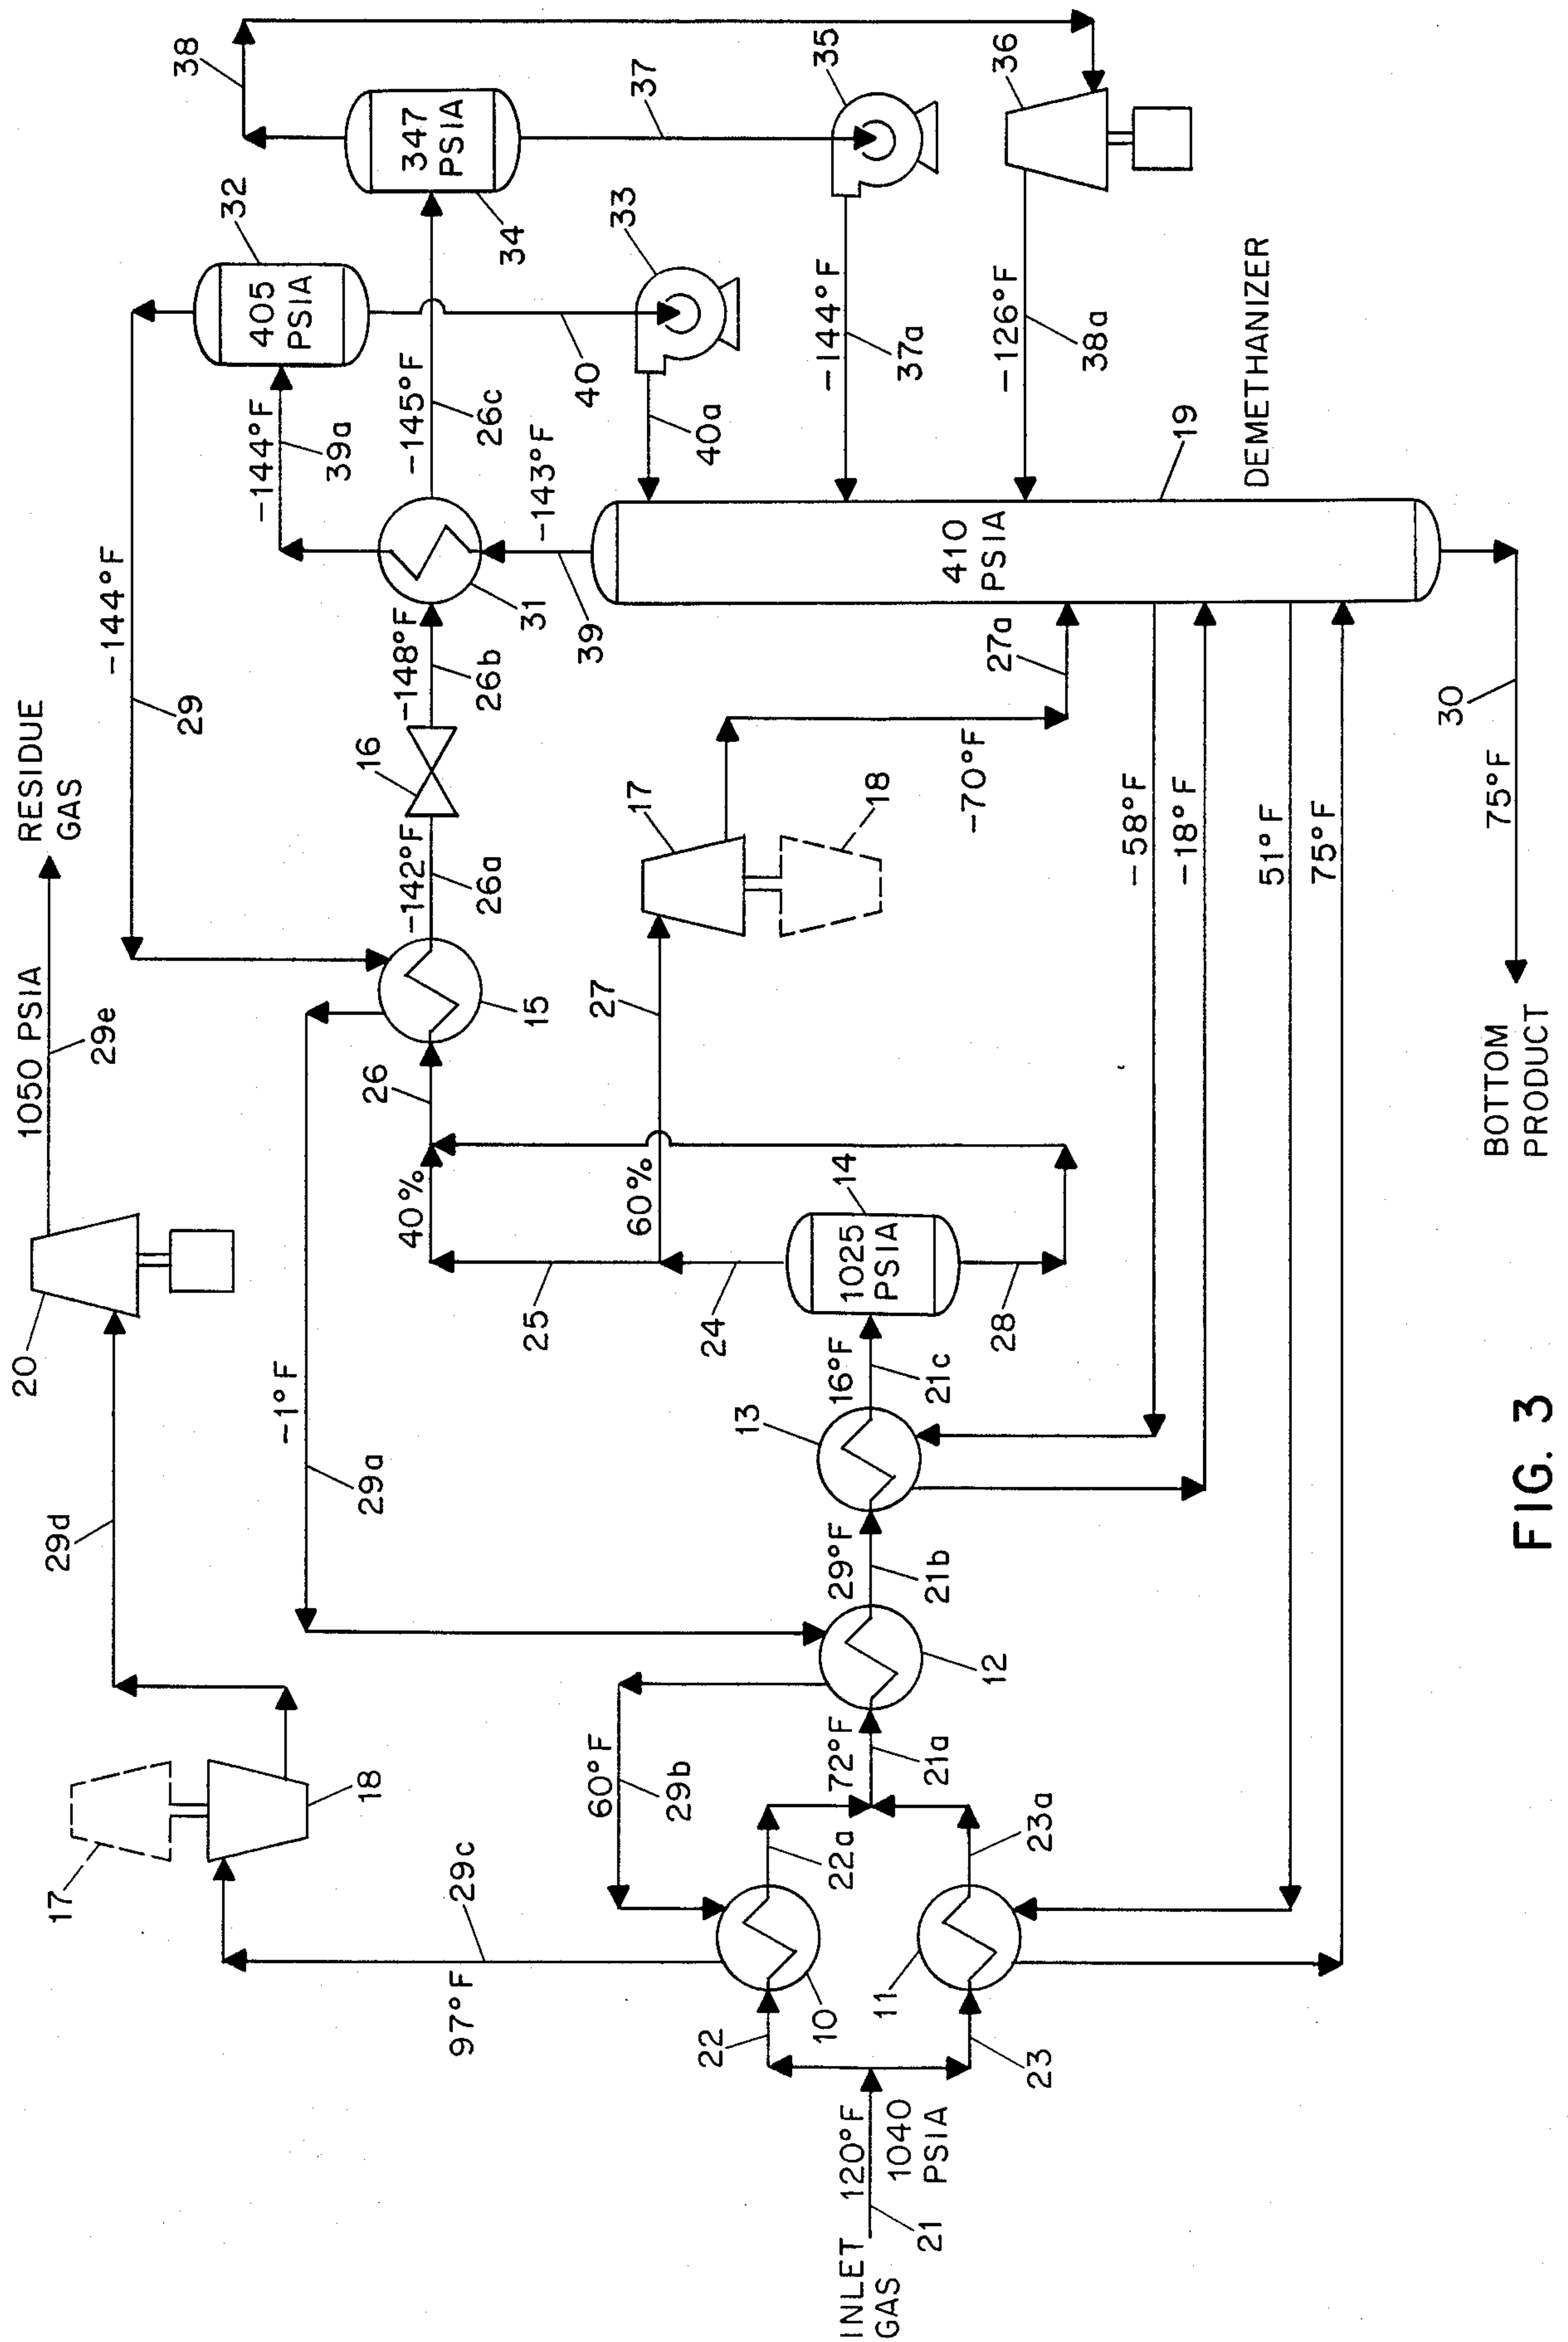 1050 PSIA
29e
RESIDUE
GAS
20
29d
17
18
97°F
29c
-1°F
29a
60°F
29b
-144°F
29
38
32
405
PSIA
347
PSIA
34
-144°F
39a
-145°F
26c
31
-148°F
26b
16
-142°F
26a
15
26
40%
25
60%
27
24
17
18
-70°F
27a
39
-143°F
40
33
40a
37
35
-144°F
37a
36
-126°F
38a
19
DEMETHANIZER
410
PSIA
1025
PSIA
14
28
16°F
21c
13
29°F
21b
12
72°F
21a
22a
23a
10
11
22
23
INLET
GAS
120°F
1040
PSIA
21
-58°F
-18°F
51°F
75°F
30
75°F
BOTTOM
PRODUCT
FIG. 3